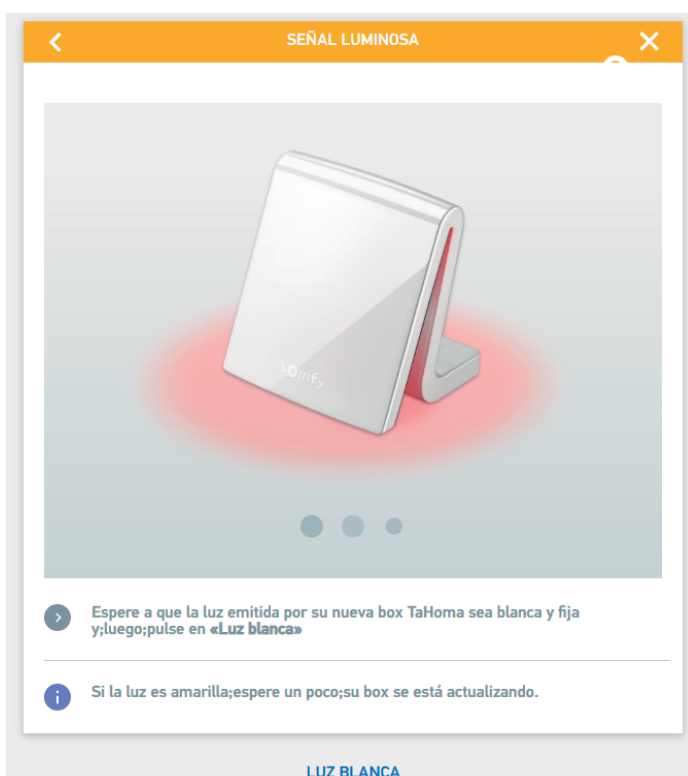 SEÑAL LUMINOSA
somfy
Espere a que la luz emitida por su nueva box TaHoma sea blanca y fija
y;luego;pulse en «Luz blanca»
Si la luz es amarilla;espere un poco;su box se está actualizando.
LUZ BLANCA